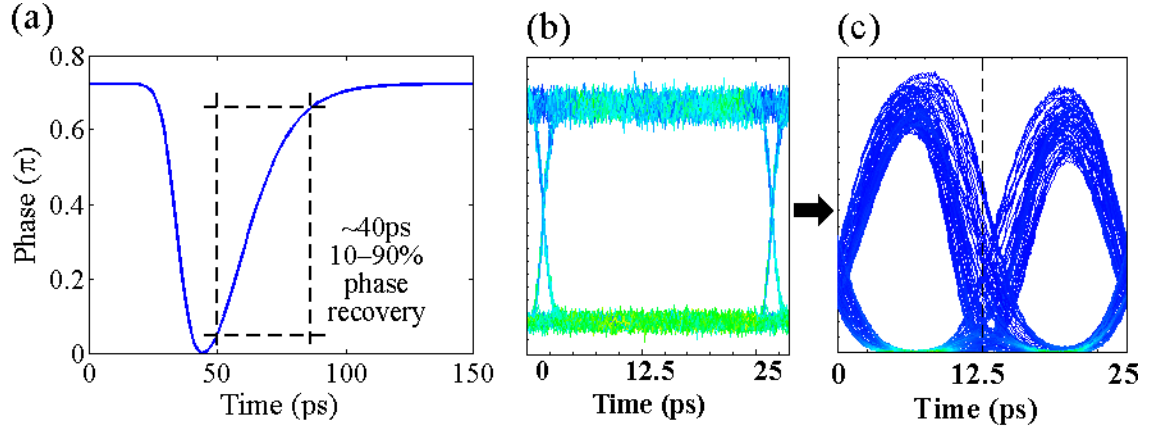 (a)
Phase (π)
0.8
0.6
0.4
0.2
0
~40ps
10–90%
phase
recovery
0 50 100 150
Time (ps)
(b)
0 12.5 25
Time (ps)
(c)
0 12.5 25
Time (ps)